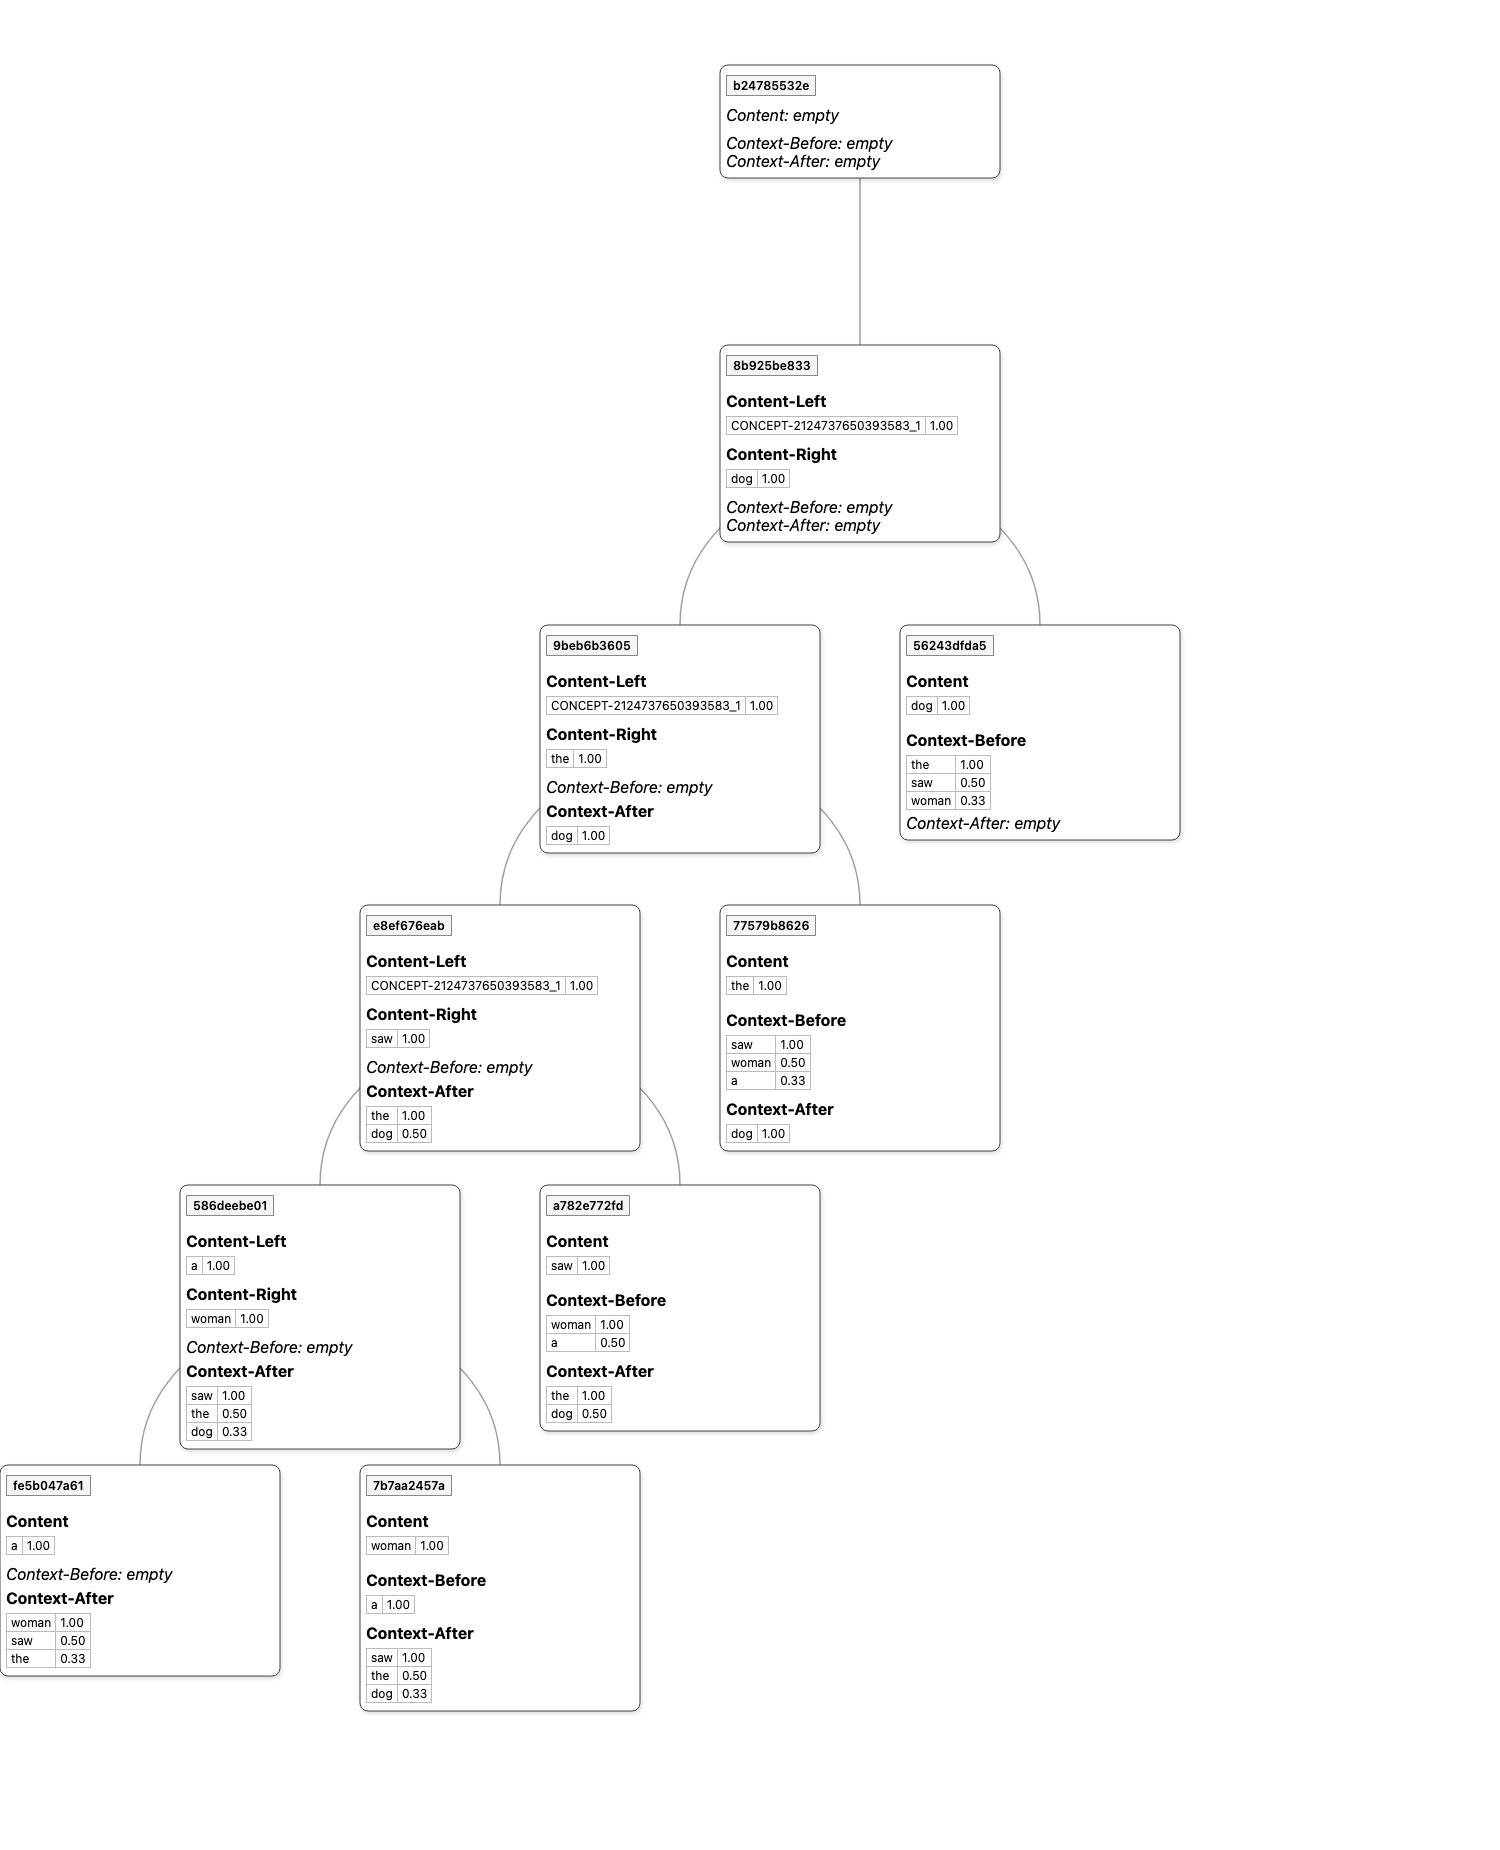 b24785532e
Content: empty
Context-Before: empty
Context-After: empty
8b925be833
Content-Left
CONCEPT-2124737650393583_1 1.00
Content-Right
dog 1.00
Context-Before: empty
Context-After: empty
9beb6b3605
Content-Left
CONCEPT-2124737650393583_1 1.00
Content-Right
the 1.00
Context-Before: empty
Context-After
dog 1.00
56243dfda5
Content
dog 1.00
Context-Before
the 1.00
saw 0.50
woman 0.33
Context-After: empty
e8ef676eab
Content-Left
CONCEPT-2124737650393583_1 1.00
Content-Right
saw 1.00
Context-Before: empty
Context-After
the 1.00
dog 0.50
77579b8626
Content
the 1.00
Context-Before
saw 1.00
woman 0.50
a 0.33
Context-After
dog 1.00
586deebe01
Content-Left
a 1.00
Content-Right
woman 1.00
Context-Before: empty
Context-After
saw 1.00
the 0.50
dog 0.33
a782e772fd
Content
saw 1.00
Context-Before
woman 1.00
a 0.50
Context-After
the 1.00
dog 0.50
fe5b047a61
Content
a 1.00
Context-Before: empty
Context-After
woman 1.00
saw 0.50
the 0.33
7b7aa2457a
Content
woman 1.00
Context-Before
a 1.00
Context-After
saw 1.00
the 0.50
dog 0.33